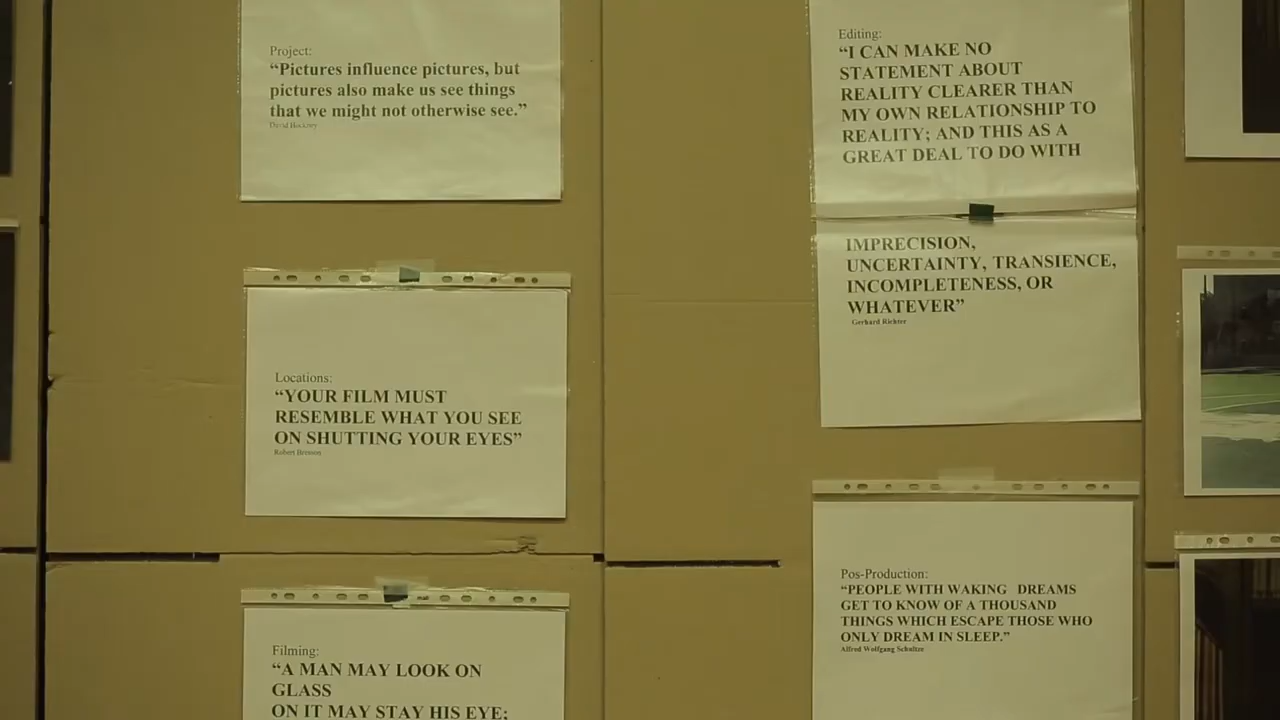 Project:
“Pictures influence pictures, but
pictures also make us see things
that we might not otherwise see.”
David Hockney
Locations:
“YOUR FILM MUST
RESEMBLE WHAT YOU SEE
ON SHUTTING YOUR EYES”
Robert Bresson
Filming:
“A MAN MAY LOOK ON
GLASS
ON IT MAY STAY HIS EYE;
Editing:
“I CAN MAKE NO
STATEMENT ABOUT
REALITY CLEARER THAN
MY OWN RELATIONSHIP TO
REALITY; AND THIS AS A
GREAT DEAL TO DO WITH
IMPRECISION,
UNCERTAINTY, TRANSIENCE,
INCOMPLETENESS, OR
WHATEVER”
Gerhard Richter
Pos-Production:
“PEOPLE WITH WAKING DREAMS
GET TO KNOW OF A THOUSAND
THINGS WHICH ESCAPE THOSE WHO
ONLY DREAM IN SLEEP.”
Alfred Wolfgang Schultze